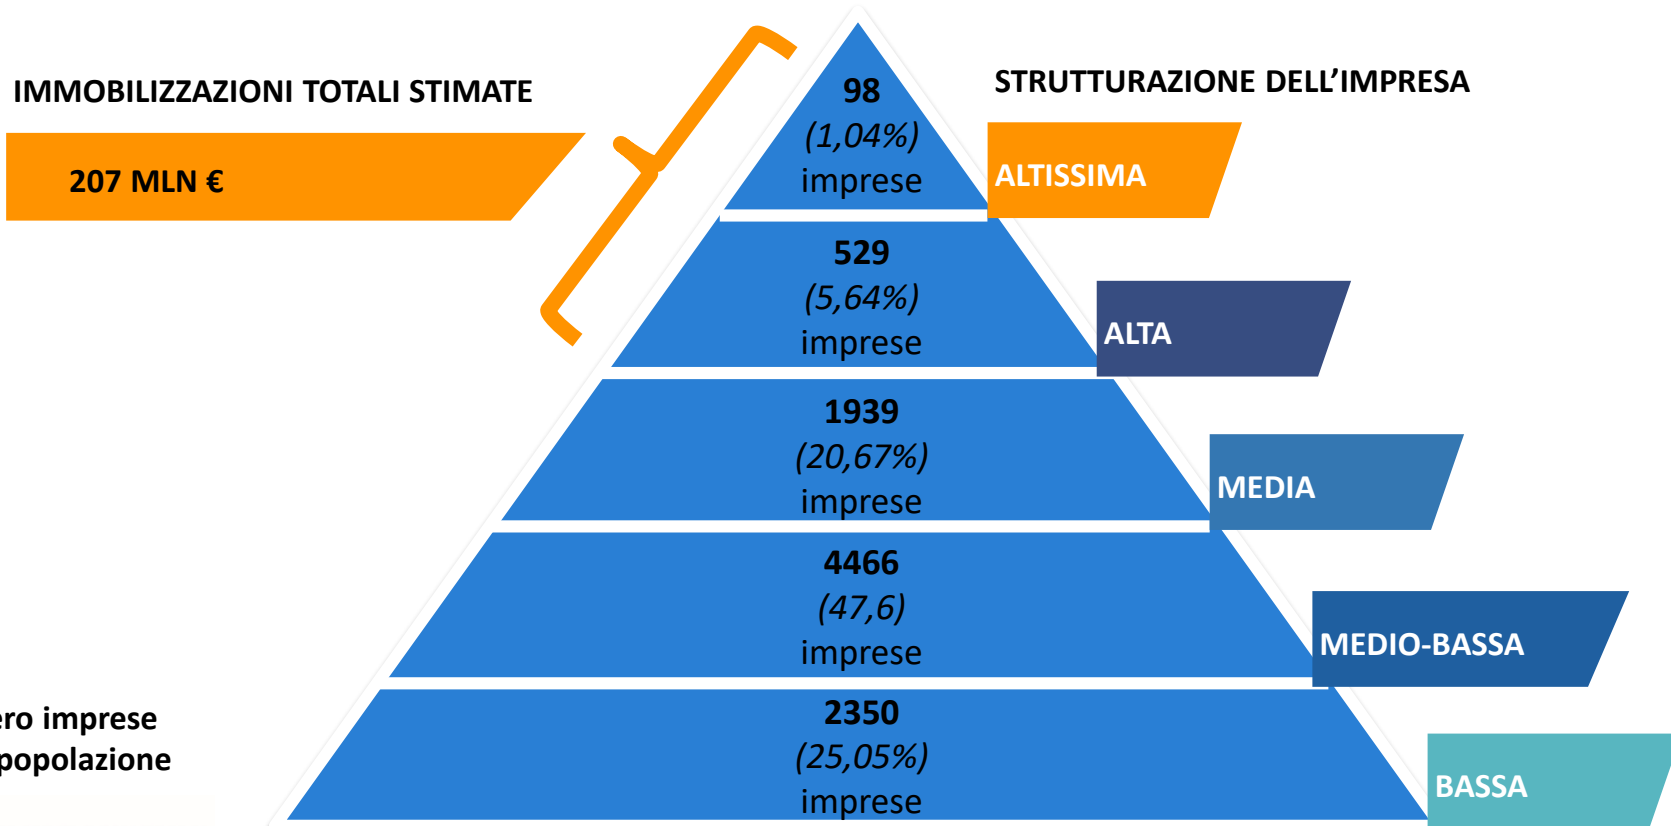 IMMOBILIZZAZIONI TOTALI STIMATE
207 MLN €
STRUTTURAZIONE DELL'IMPRESA
98
(1,04%)
imprese
ALTISSIMA
529
(5,64%)
imprese
ALTA
1939
(20,67%)
imprese
MEDIA
4466
(47,6)
imprese
MEDIO-BASSA
2350
(25,05%)
imprese
BASSA
imprese
popolazione